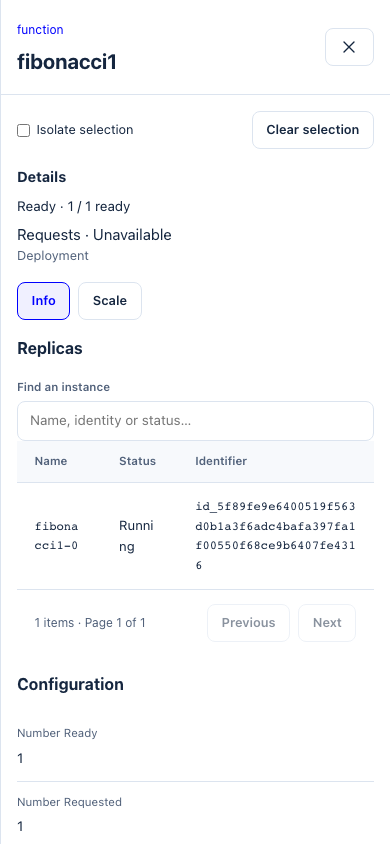 function
fibonacci1
Isolate selection
Clear selection
Details
Ready · 1 / 1 ready
Requests · Unavailable
Deployment
Info
Scale
Replicas
Find an instance
Name, identity or status...
Name Status Identifier
id_5f89fe9e6400519f563
fibona Runni d0b1a3f6adc4bafa397fa1
cci1-0 ng f00550f68ce9b6407fe431
6
1 items · Page 1 of 1
Previous
Next
Configuration
Number Ready
1
Number Requested
1